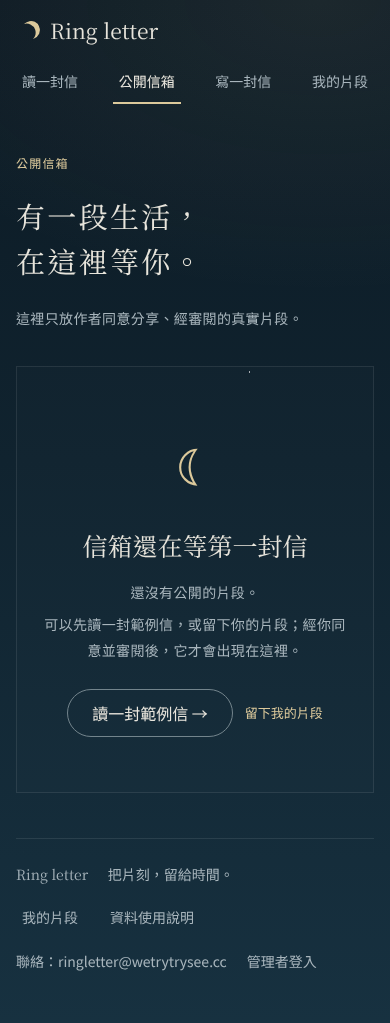 Ring letter
讀一封信 公開信箱 寫一封信 我的片段
公開信箱
有一段生活，
在這裡等你。
這裡只放作者同意分享、經審閱的真實片段。
信箱還在等第一封信
還沒有公開的片段。
可以先讀一封範例信，或留下你的片段；經你同
意並審閱後，它才會出現在這裡。
讀一封範例信 → 留下我的片段
Ring letter 把片刻，留給時間。
我的片段 資料使用說明
聯絡：ringletter@wetrytrysee.cc 管理者登入